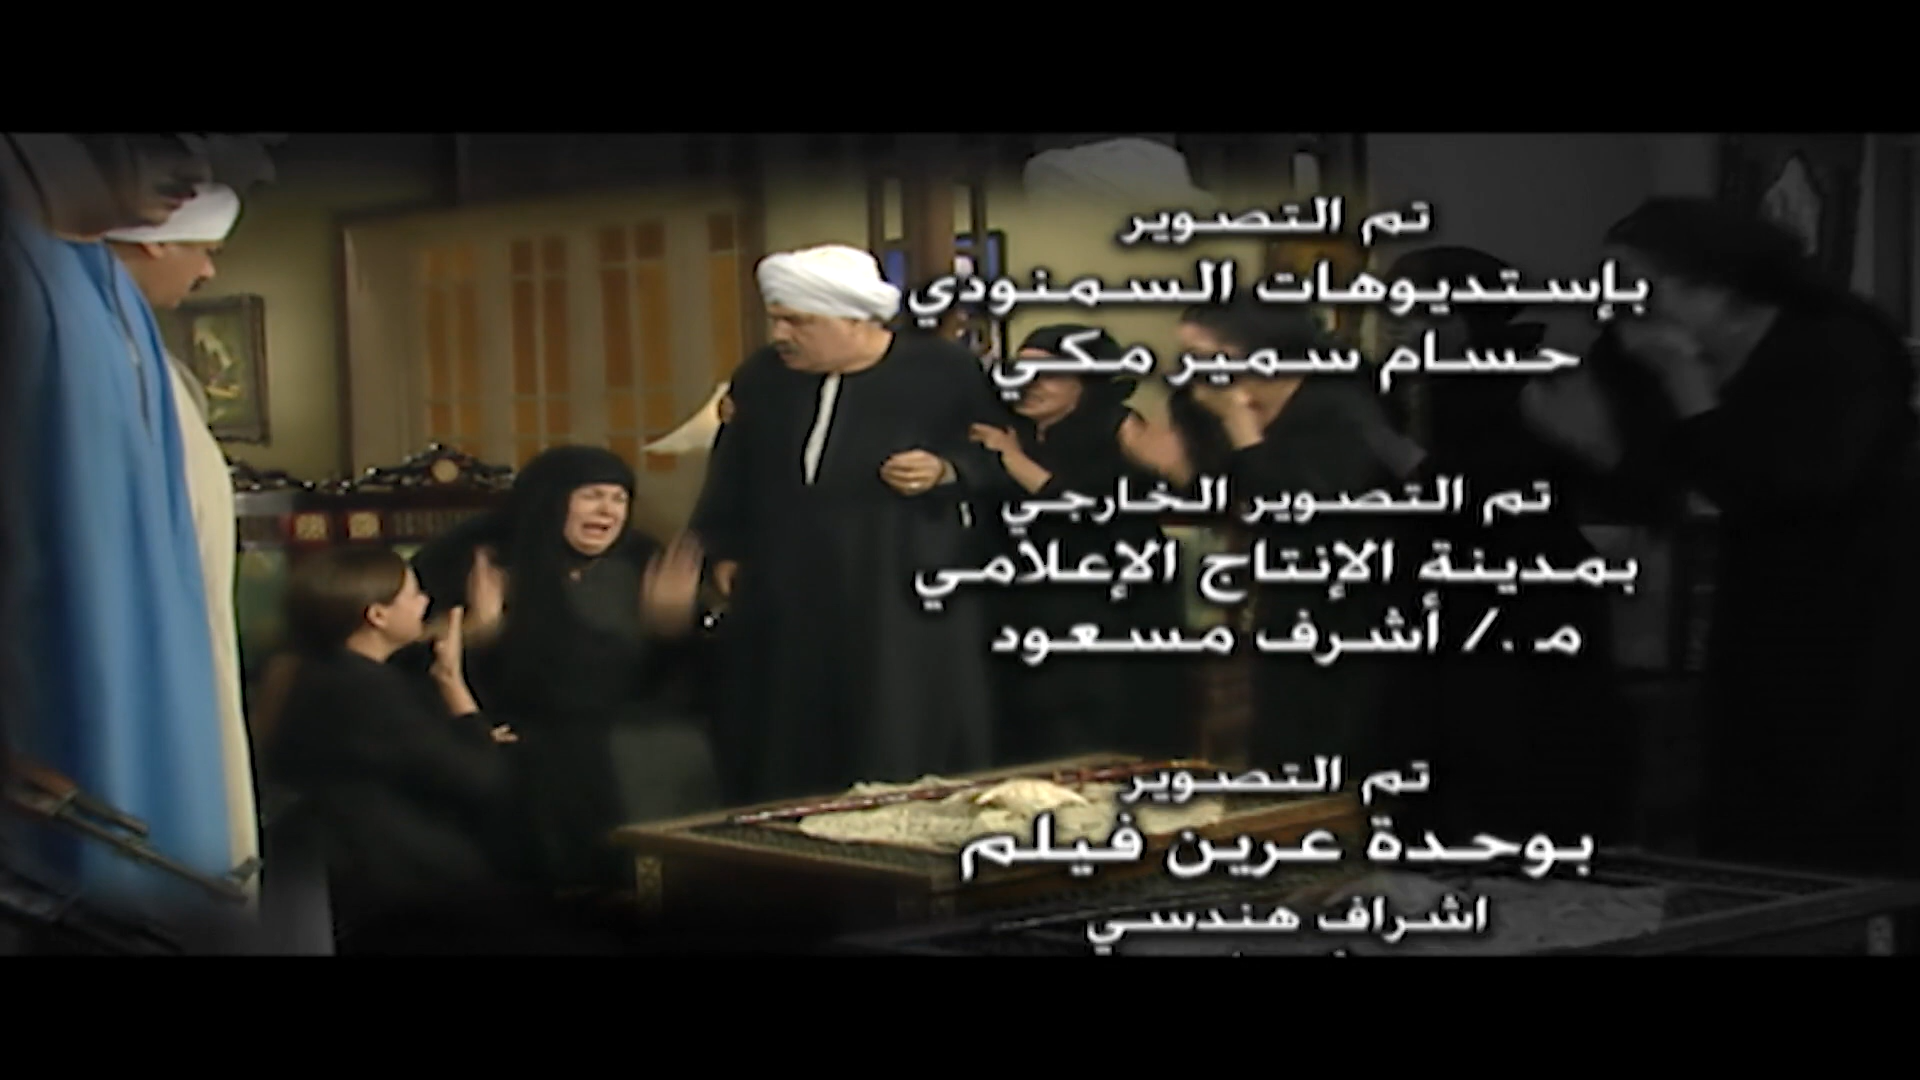 تم التصوير
بإستديوهات السمنودي
حسام سمير مكي
تم التصوير الخارجي
بمدينة الإنتاج الإعلامي
م ./ أشرف مسعود
تم التصوير
بوحدة عرين فيلم
اشراف هندسي